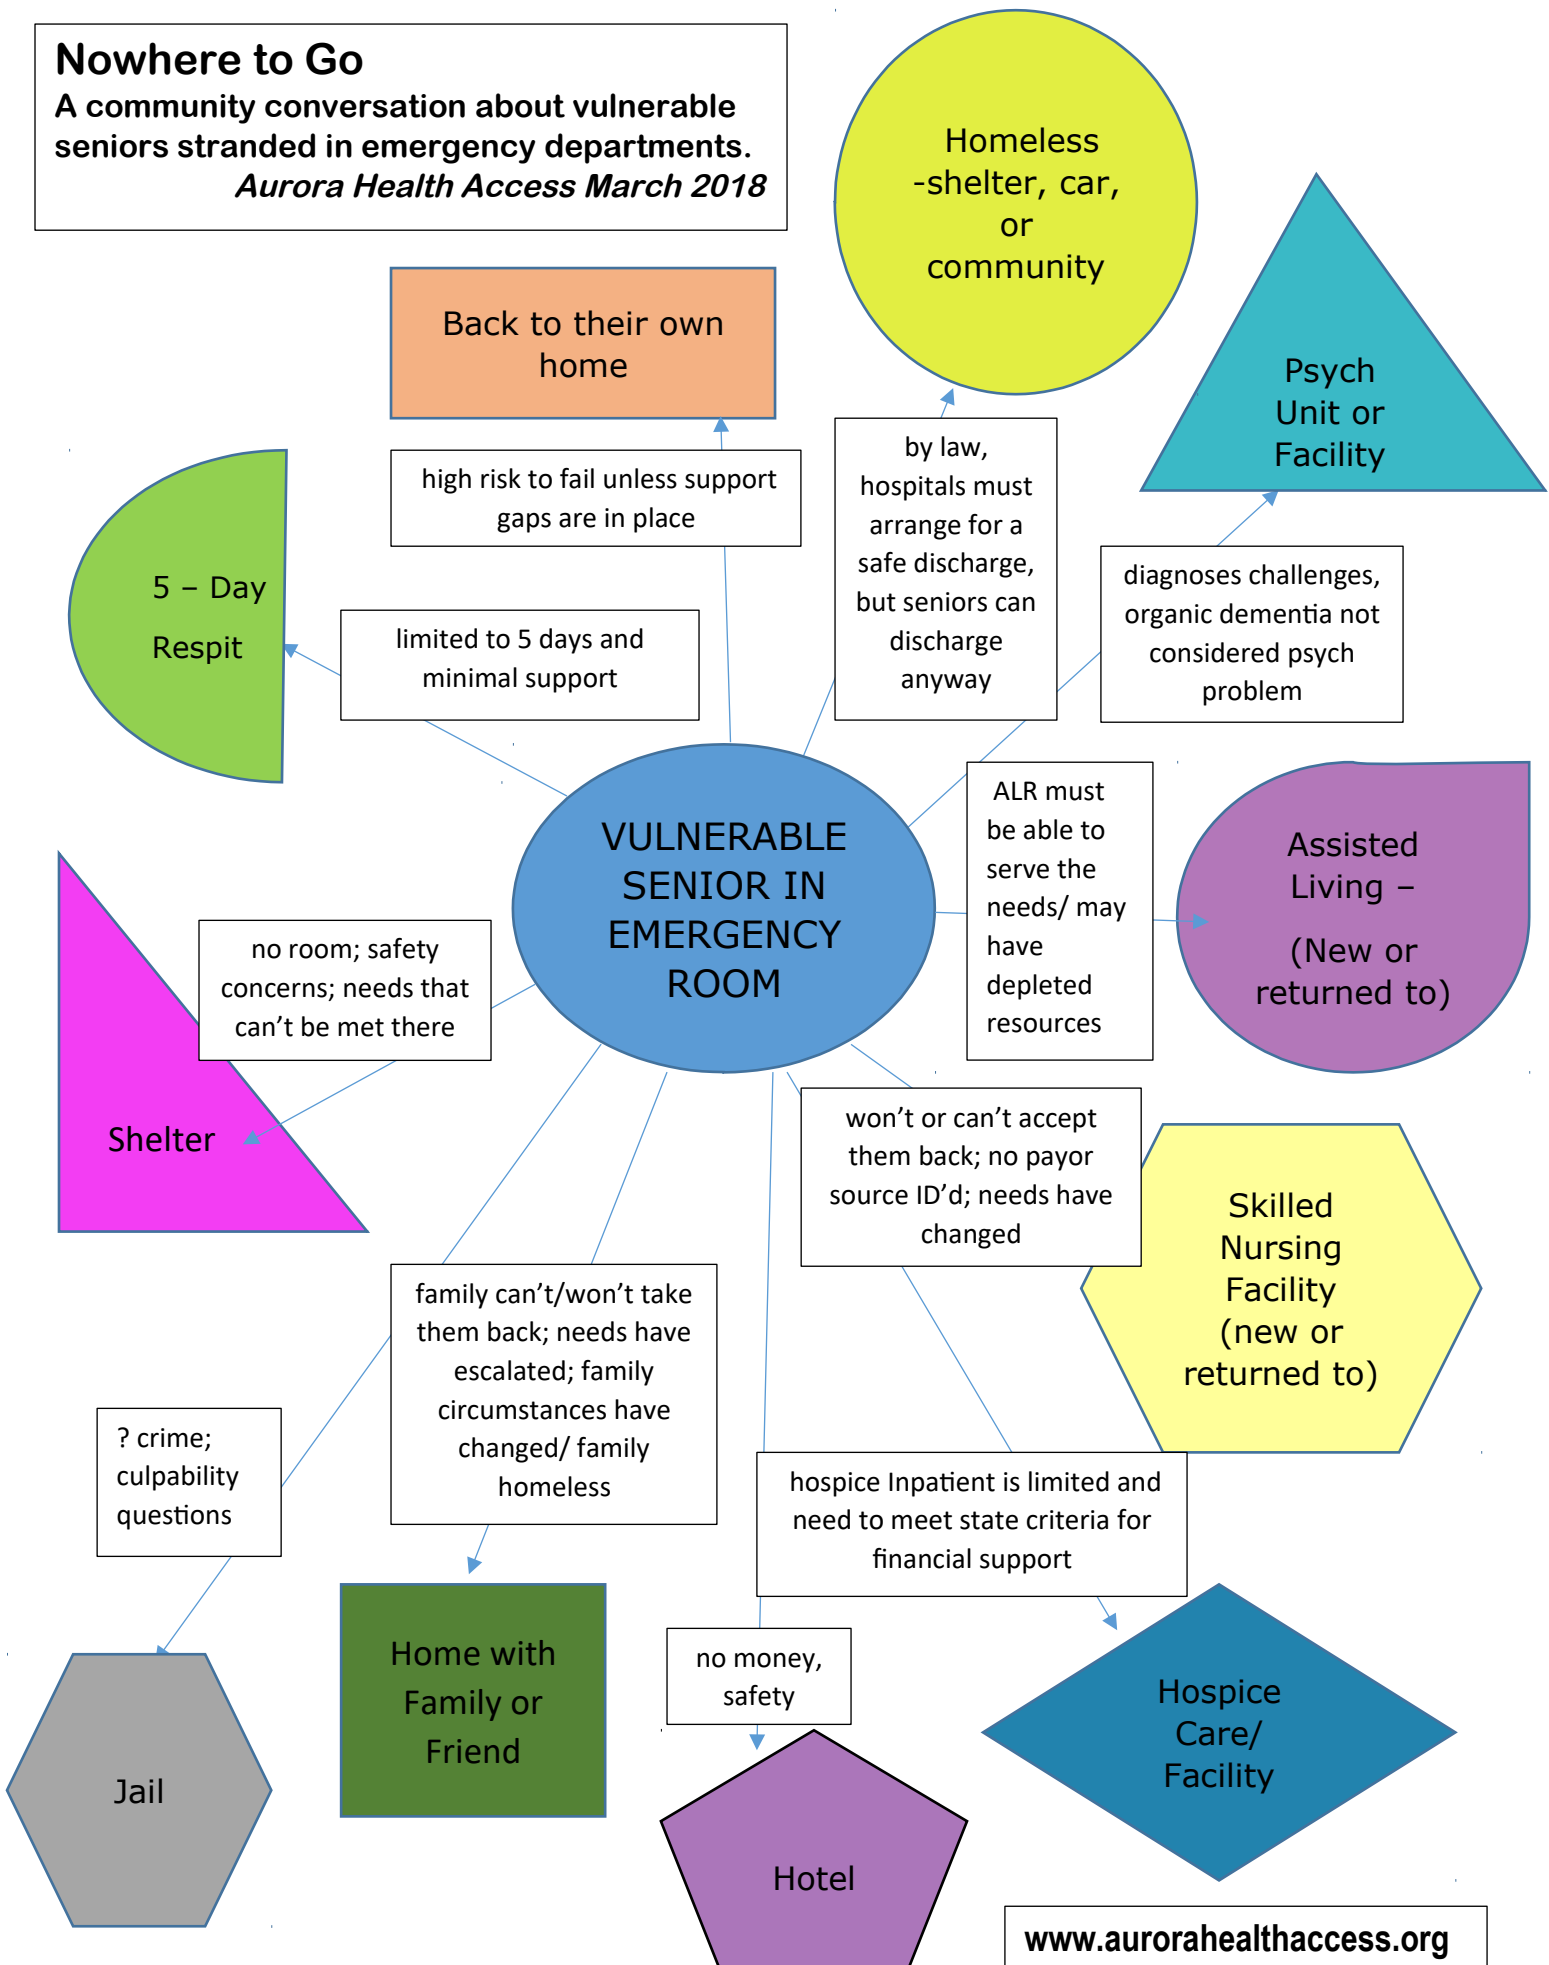 Nowhere to Go
A community conversation about vulnerable
seniors stranded in emergency departments.
Aurora Health Access March 2018
Homeless
-shelter, car,
or
community
Back to their own
home
Psych
Unit or
Facility
high risk to fail unless support
gaps are in place
by law,
hospitals must
arrange for a
safe discharge,
but seniors can
discharge
anyway
diagnoses challenges,
organic dementia not
considered psych
problem
5 – Day
Respit
limited to 5 days and
minimal support
VULNERABLE
SENIOR IN
EMERGENCY
ROOM
ALR must
be able to
serve the
needs/ may
have
depleted
resources
Assisted
Living –
(New or
returned to)
no room; safety
concerns; needs that
can’t be met there
Shelter
won’t or can’t accept
them back; no payor
source ID’d; needs have
changed
Skilled
Nursing
Facility
(new or
returned to)
family can’t/won’t take
them back; needs have
escalated; family
circumstances have
changed/ family
homeless
? crime;
culpability
questions
hospice Inpatient is limited and
need to meet state criteria for
financial support
Home with
Family or
Friend
no money,
safety
Hospice
Care/
Facility
Jail
Hotel
www.aurorahealthaccess.org